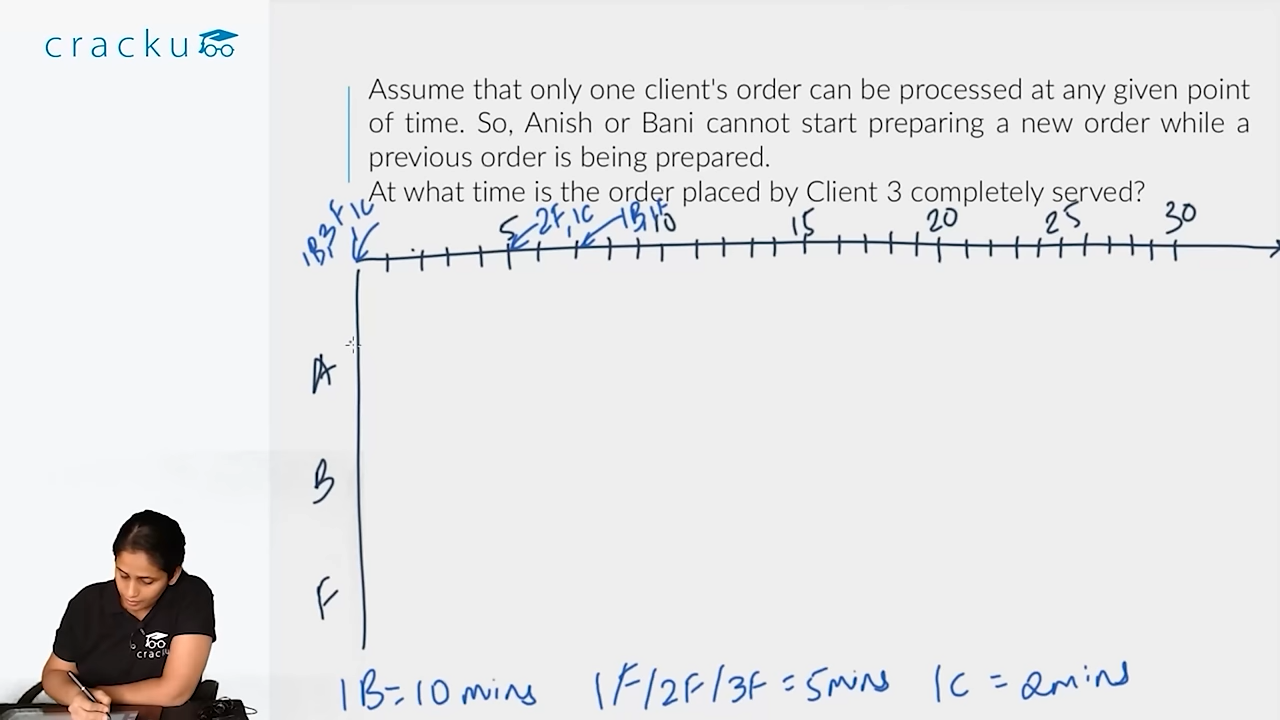 cracku
Assume that only one client's order can be processed at any given point
of time. So, Anish or Bani cannot start preparing a new order while a
previous order is being prepared.
At what time is the order placed by Client 3 completely served?
1B, 3F 1C
5 2F, 1C 1B, 1F 10 15 20 25 30
A
B
F
1B = 10 mins 1F/2F/3F = 5 mins 1C = 2 mins
cracku